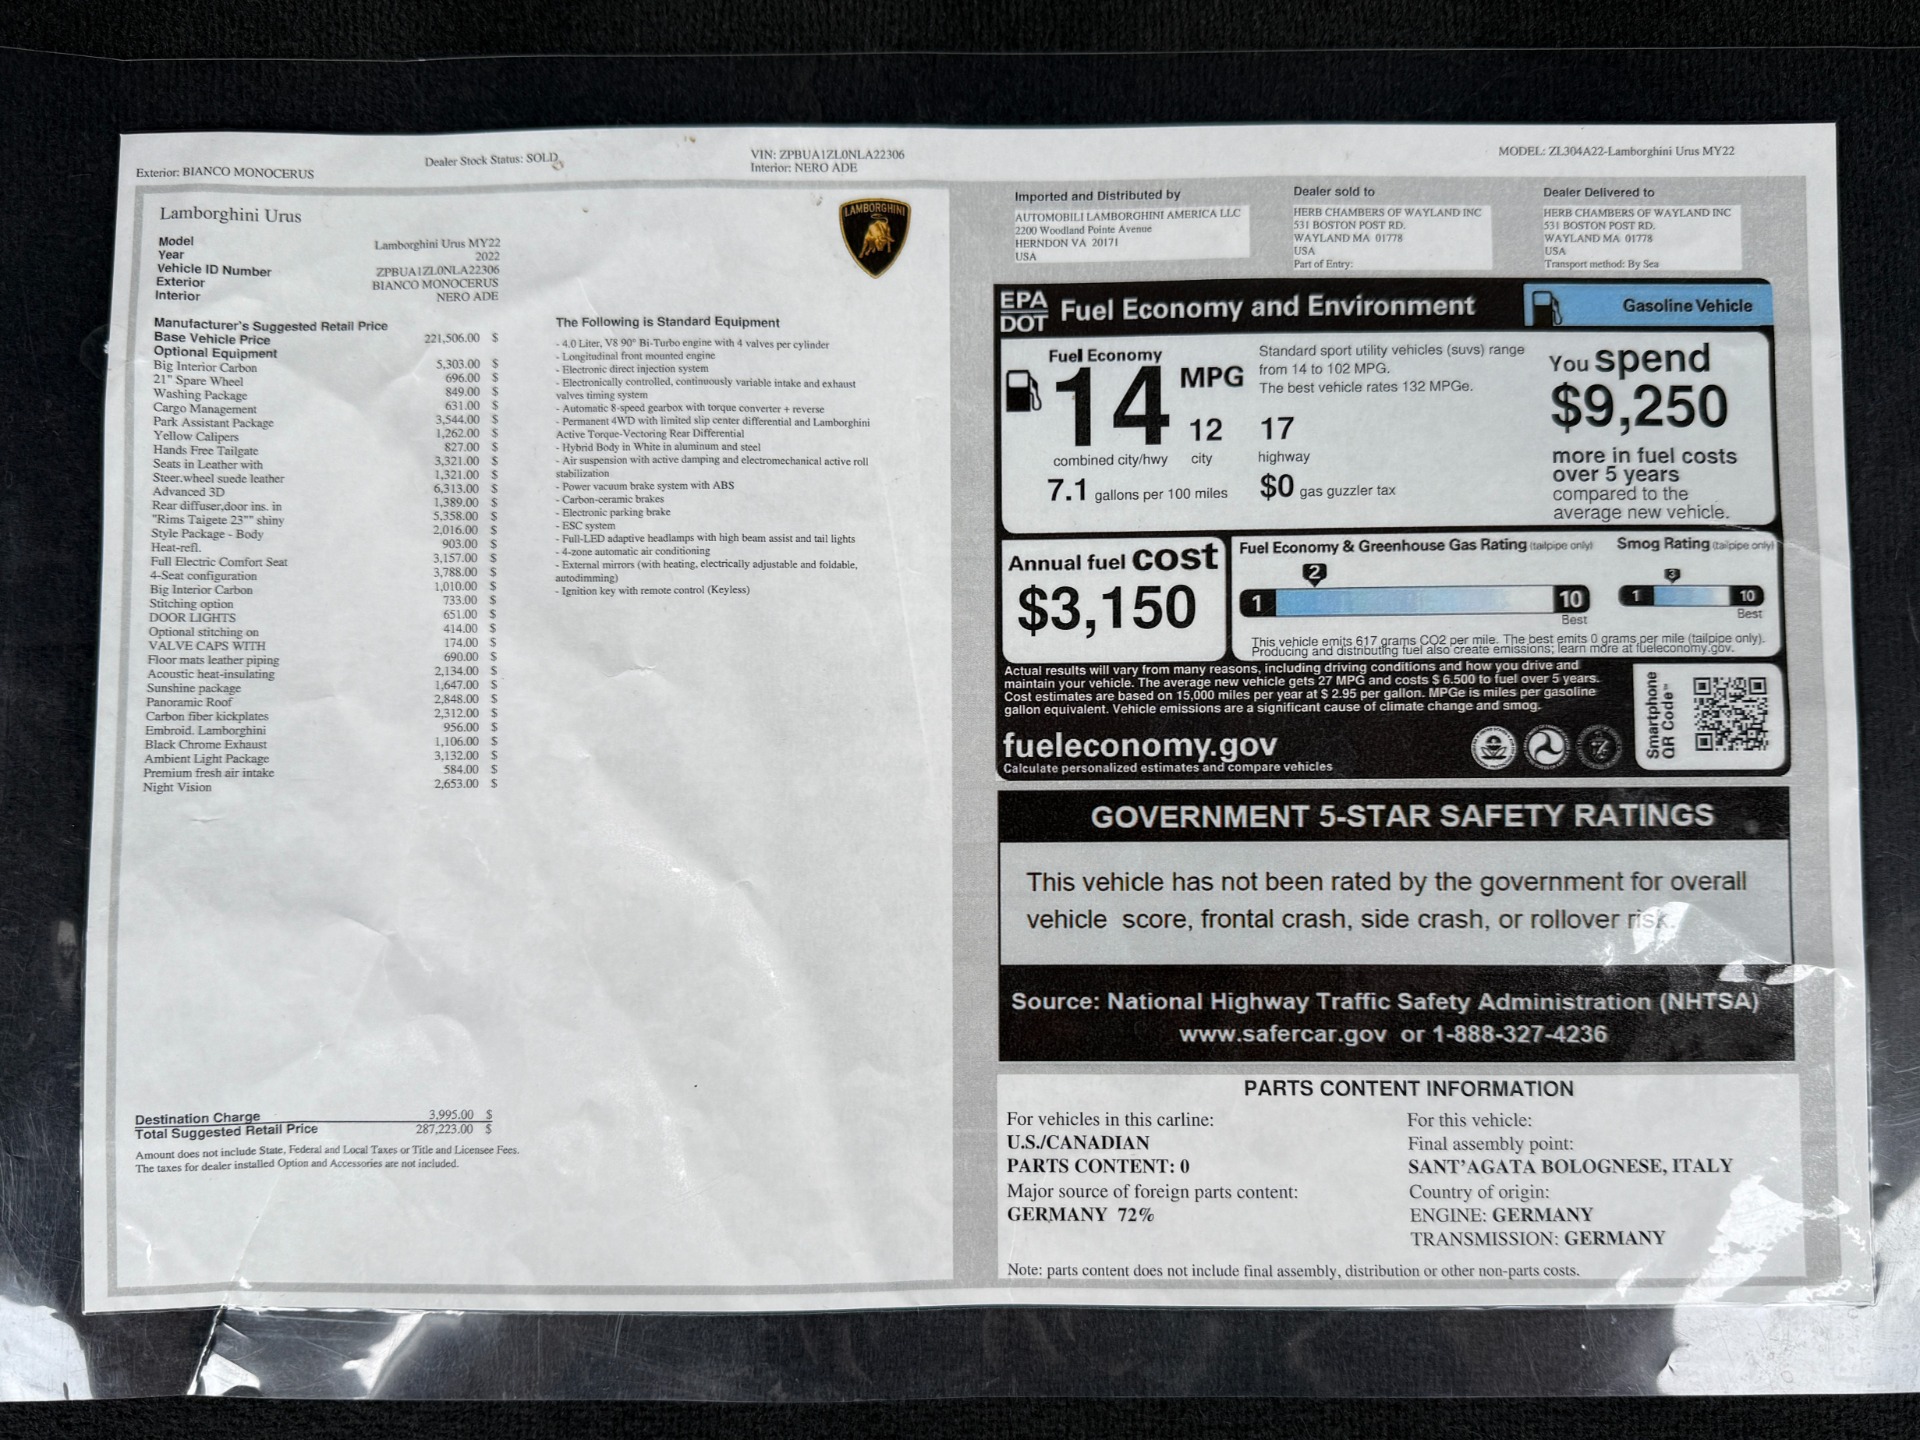 Exterior: BIANCO MONOCERUS
Dealer Stock Status: SOLD
VIN: ZPBUA1ZL0NLA22306
Interior: NERO ADE
MODEL: ZL304A22-Lamborghini Urus MY22
Lamborghini Urus
LAMBORGHINI
Model Lamborghini Urus MY22
Year 2022
Vehicle ID Number ZPBUA1ZL0NLA22306
Exterior BIANCO MONOCERUS
Interior NERO ADE
Manufacturer's Suggested Retail Price
Base Vehicle Price 221,506.00 $
Optional Equipment
Big Interior Carbon 5,303.00 $
21" Spare Wheel 696.00 $
Washing Package 849.00 $
Cargo Management 631.00 $
Park Assistant Package 3,544.00 $
Yellow Calipers 1,262.00 $
Hands Free Tailgate 827.00 $
Seats in Leather with 3,321.00 $
Steer.wheel suede leather 1,321.00 $
Advanced 3D 6,313.00 $
Rear diffuser,door ins. in 1,389.00 $
"Rims Taigete 23"" shiny 5,358.00 $
Style Package - Body 2,016.00 $
Heat-refl. 903.00 $
Full Electric Comfort Seat 3,157.00 $
4-Seat configuration 3,788.00 $
Big Interior Carbon 1,010.00 $
Stitching option 733.00 $
DOOR LIGHTS 651.00 $
Optional stitching on 414.00 $
VALVE CAPS WITH 174.00 $
Floor mats leather piping 690.00 $
Acoustic heat-insulating 2,134.00 $
Sunshine package 1,647.00 $
Panoramic Roof 2,848.00 $
Carbon fiber kickplates 2,312.00 $
Embroid. Lamborghini 956.00 $
Black Chrome Exhaust 1,106.00 $
Ambient Light Package 3,132.00 $
Premium fresh air intake 584.00 $
Night Vision 2,653.00 $
The Following is Standard Equipment
- 4.0 Liter, V8 90° Bi-Turbo engine with 4 valves per cylinder
- Longitudinal front mounted engine
- Electronic direct injection system
- Electronically controlled, continuously variable intake and exhaust
valves timing system
- Automatic 8-speed gearbox with torque converter + reverse
- Permanent 4WD with limited slip center differential and Lamborghini
Active Torque-Vectoring Rear Differential
- Hybrid Body in White in aluminum and steel
- Air suspension with active damping and electromechanical active roll
stabilization
- Power vacuum brake system with ABS
- Carbon-ceramic brakes
- Electronic parking brake
- ESC system
- Full-LED adaptive headlamps with high beam assist and tail lights
- 4-zone automatic air conditioning
- External mirrors (with heating, electrically adjustable and foldable,
autodimming)
- Ignition key with remote control (Keyless)
Destination Charge 3,995.00 $
Total Suggested Retail Price 287,223.00 $
Amount does not include State, Federal and Local Taxes or Title and Licensee Fees.
The taxes for dealer installed Option and Accessories are not included.
Imported and Distributed by
AUTOMOBILI LAMBORGHINI AMERICA LLC
2200 Woodland Pointe Avenue
HERNDON VA 20171
USA
Dealer sold to
HERB CHAMBERS OF WAYLAND INC
531 BOSTON POST RD.
WAYLAND MA 01778
USA
Part of Entry:
Dealer Delivered to
HERB CHAMBERS OF WAYLAND INC
531 BOSTON POST RD.
WAYLAND MA 01778
USA
Transport method: By Sea
EPA
DOT
Fuel Economy and Environment
Gasoline Vehicle
Fuel Economy
14 MPG
combined city/hwy
12
city
17
highway
7.1 gallons per 100 miles
$0 gas guzzler tax
Standard sport utility vehicles (suvs) range
from 14 to 102 MPG.
The best vehicle rates 132 MPGe.
You spend
$9,250
more in fuel costs
over 5 years
compared to the
average new vehicle.
Annual fuel cost
$3,150
Fuel Economy & Greenhouse Gas Rating (tailpipe only)
2
1 10
Best
Smog Rating (tailpipe only)
3
1 10
Best
This vehicle emits 617 grams CO2 per mile. The best emits 0 grams per mile (tailpipe only).
Producing and distributing fuel also create emissions; learn more at fueleconomy.gov.
Actual results will vary from many reasons, including driving conditions and how you drive and
maintain your vehicle. The average new vehicle gets 27 MPG and costs $ 6.500 to fuel over 5 years.
Cost estimates are based on 15,000 miles per year at $ 2.95 per gallon. MPGe is miles per gasoline
gallon equivalent. Vehicle emissions are a significant cause of climate change and smog.
fueleconomy.gov
Calculate personalized estimates and compare vehicles
Smartphone
QR Code™
GOVERNMENT 5-STAR SAFETY RATINGS
This vehicle has not been rated by the government for overall
vehicle score, frontal crash, side crash, or rollover risk.
Source: National Highway Traffic Safety Administration (NHTSA)
www.safercar.gov or 1-888-327-4236
PARTS CONTENT INFORMATION
For vehicles in this carline:
U.S./CANADIAN
PARTS CONTENT: 0
Major source of foreign parts content:
GERMANY 72%
For this vehicle:
Final assembly point:
SANT'AGATA BOLOGNESE, ITALY
Country of origin:
ENGINE: GERMANY
TRANSMISSION: GERMANY
Note: parts content does not include final assembly, distribution or other non-parts costs.